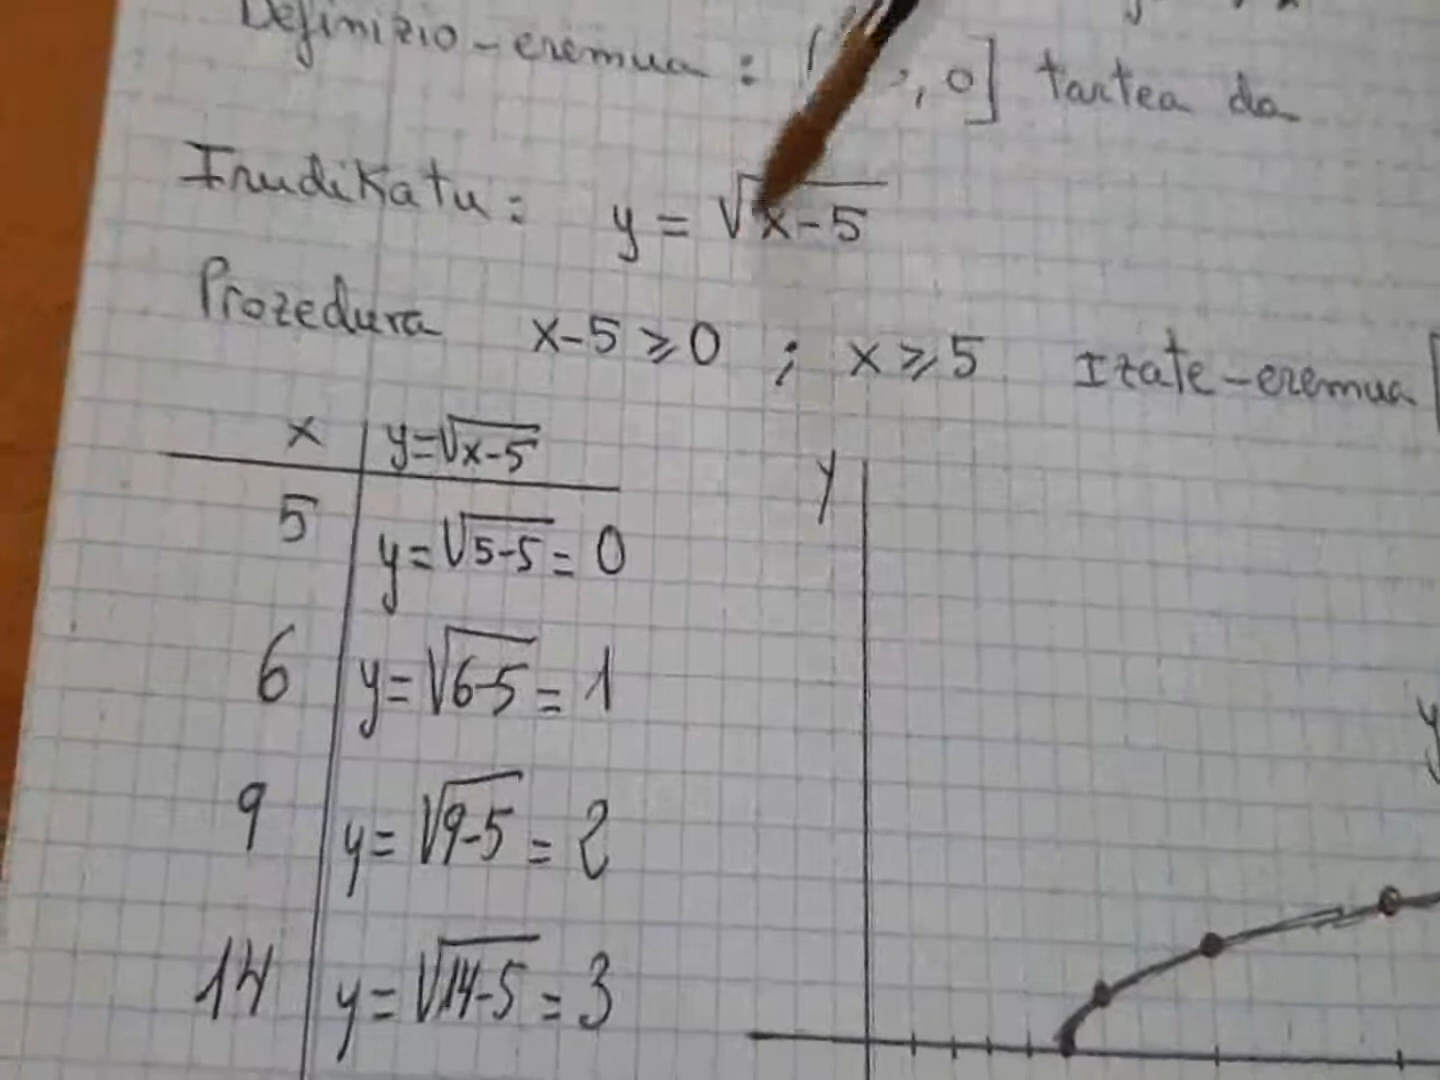 Definizio-eremua : ( , 0] tartea da
Irudikatu : y = √x-5
Prozedura x-5 ⩾ 0 ; x ⩾ 5 Izate-eremua [
x y=√x-5
5 y=√5-5 = 0
6 y=√6-5 = 1
9 y=√9-5 = 2
14 y=√14-5 = 3
y
y